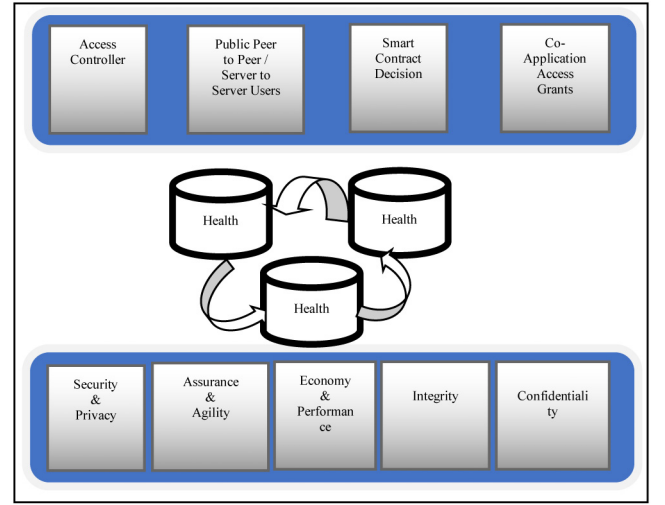 Access
Controller
Public Peer
to Peer /
Server to
Server Users
Smart
Contract
Decision
Co-
Application
Access
Grants
Health
Health
Health
Security
&
Privacy
Assurance
&
Agility
Economy
&
Performan
ce
Integrity
Confidentiali
ty